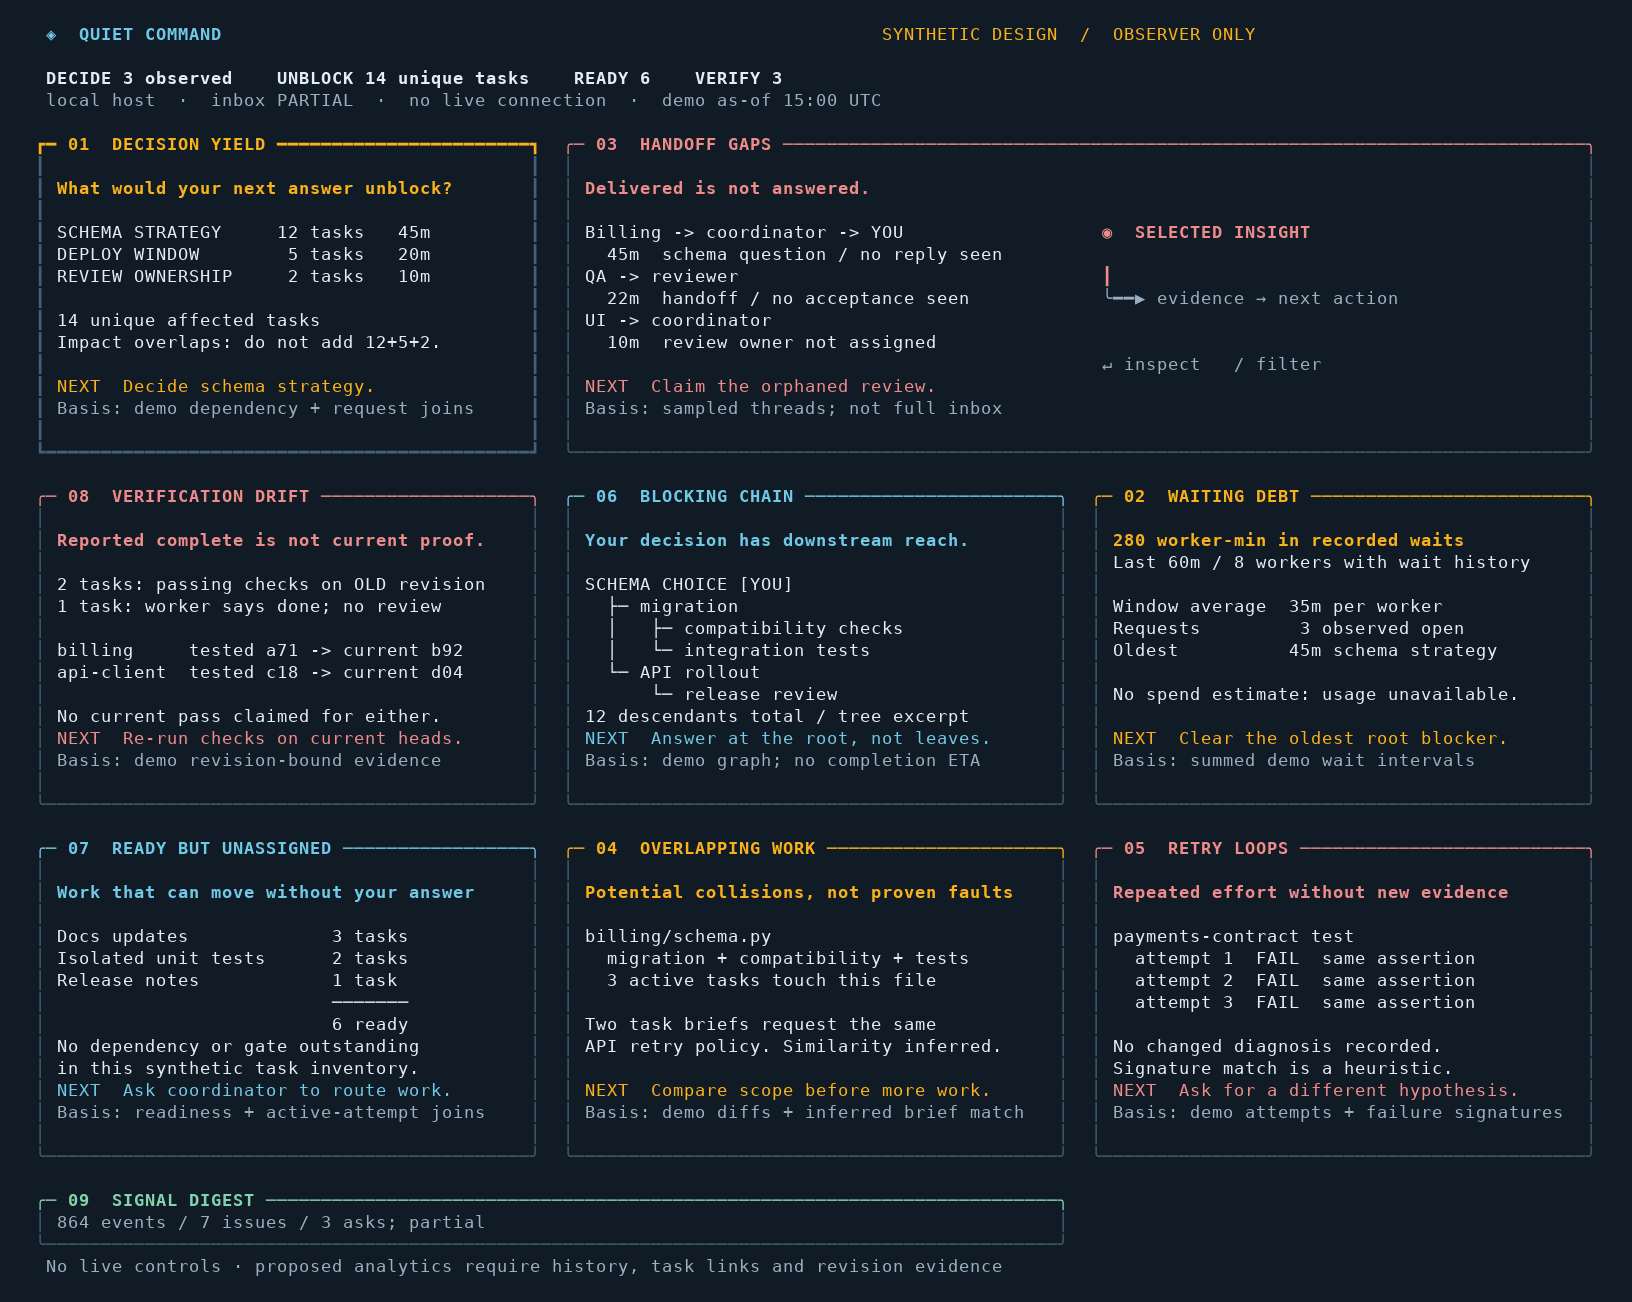 ◈ QUIET COMMAND
SYNTHETIC DESIGN / OBSERVER ONLY
DECIDE 3 observed UNBLOCK 14 unique tasks READY 6 VERIFY 3
local host · inbox PARTIAL · no live connection · demo as-of 15:00 UTC
01 DECISION YIELD
What would your next answer unblock?
SCHEMA STRATEGY 12 tasks 45m
DEPLOY WINDOW 5 tasks 20m
REVIEW OWNERSHIP 2 tasks 10m
14 unique affected tasks
Impact overlaps: do not add 12+5+2.
NEXT Decide schema strategy.
Basis: demo dependency + request joins
03 HANDOFF GAPS
Delivered is not answered.
Billing -> coordinator -> YOU
45m schema question / no reply seen
QA -> reviewer
22m handoff / no acceptance seen
UI -> coordinator
10m review owner not assigned
NEXT Claim the orphaned review.
Basis: sampled threads; not full inbox
◉ SELECTED INSIGHT
╰━━▶ evidence → next action
↵ inspect / filter
08 VERIFICATION DRIFT
Reported complete is not current proof.
2 tasks: passing checks on OLD revision
1 task: worker says done; no review
billing tested a71 -> current b92
api-client tested c18 -> current d04
No current pass claimed for either.
NEXT Re-run checks on current heads.
Basis: demo revision-bound evidence
06 BLOCKING CHAIN
Your decision has downstream reach.
SCHEMA CHOICE [YOU]
├─ migration
│ ├─ compatibility checks
│ └─ integration tests
└─ API rollout
└─ release review
12 descendants total / tree excerpt
NEXT Answer at the root, not leaves.
Basis: demo graph; no completion ETA
02 WAITING DEBT
280 worker-min in recorded waits
Last 60m / 8 workers with wait history
Window average 35m per worker
Requests 3 observed open
Oldest 45m schema strategy
No spend estimate: usage unavailable.
NEXT Clear the oldest root blocker.
Basis: summed demo wait intervals
07 READY BUT UNASSIGNED
Work that can move without your answer
Docs updates 3 tasks
Isolated unit tests 2 tasks
Release notes 1 task
6 ready
No dependency or gate outstanding
in this synthetic task inventory.
NEXT Ask coordinator to route work.
Basis: readiness + active-attempt joins
04 OVERLAPPING WORK
Potential collisions, not proven faults
billing/schema.py
migration + compatibility + tests
3 active tasks touch this file
Two task briefs request the same
API retry policy. Similarity inferred.
NEXT Compare scope before more work.
Basis: demo diffs + inferred brief match
05 RETRY LOOPS
Repeated effort without new evidence
payments-contract test
attempt 1 FAIL same assertion
attempt 2 FAIL same assertion
attempt 3 FAIL same assertion
No changed diagnosis recorded.
Signature match is a heuristic.
NEXT Ask for a different hypothesis.
Basis: demo attempts + failure signatures
09 SIGNAL DIGEST
864 events / 7 issues / 3 asks; partial
No live controls · proposed analytics require history, task links and revision evidence